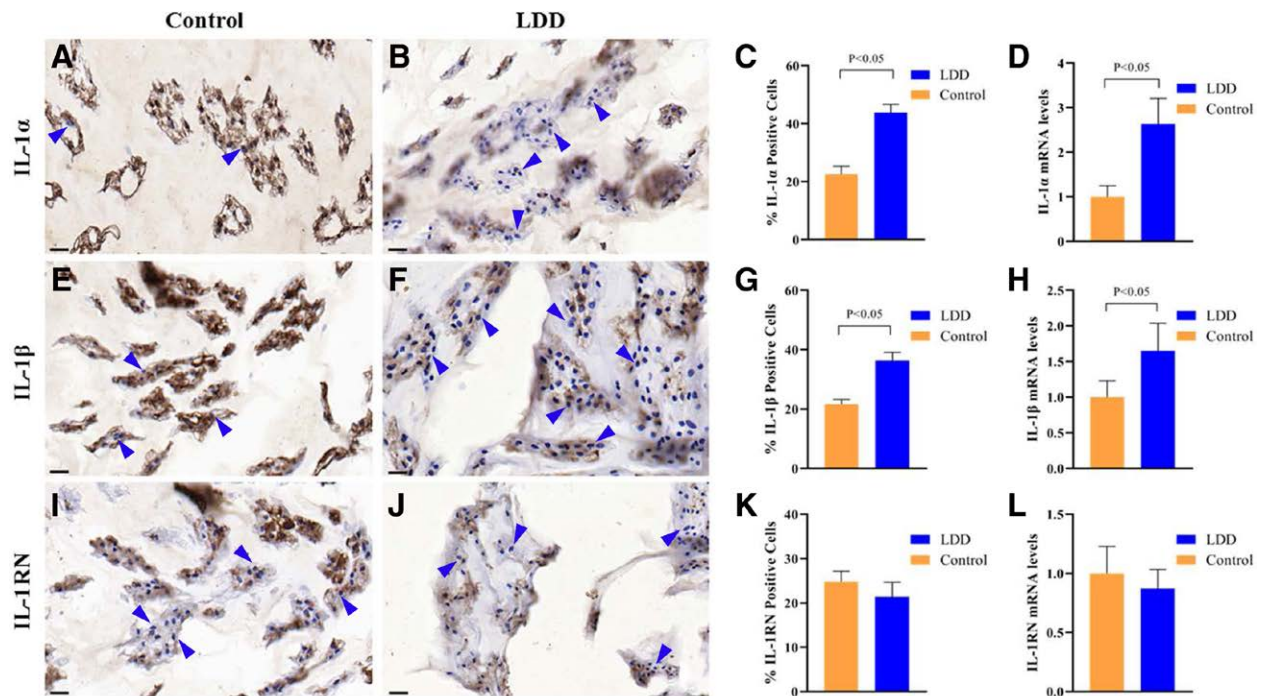 Control
LDD
IL-1α
A
B
C
% IL-1α Positive Cells
60
40
20
0
P<0.05
LDD
Control
D
IL-1α mRNA levels
4
3
2
1
0
P<0.05
LDD
Control
IL-1β
E
F
G
% IL-1β Positive Cells
60
40
20
0
P<0.05
LDD
Control
H
IL-1β mRNA levels
2.5
2.0
1.5
1.0
0.5
0.0
P<0.05
LDD
Control
IL-1RN
I
J
K
% IL-1RN Positive Cells
40
30
20
10
0
LDD
Control
L
IL-1RN mRNA levels
1.5
1.0
0.5
0.0
LDD
Control